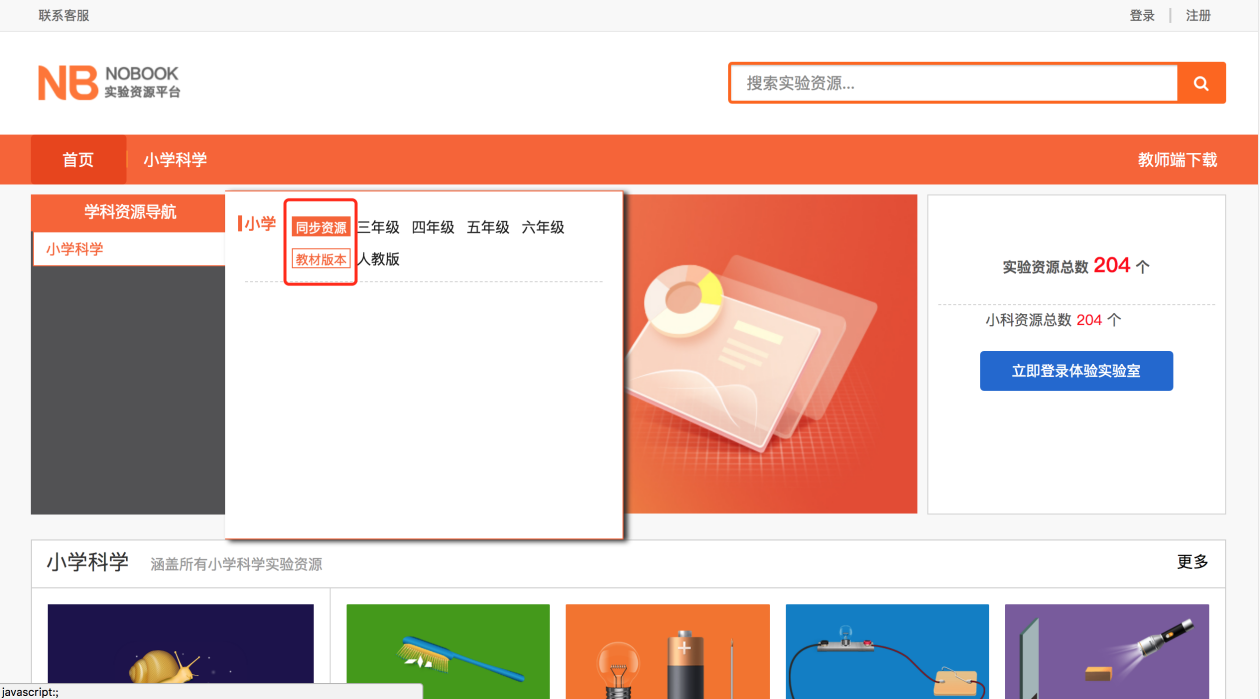 联系客服
登录 | 注册
NB NOBOOK
实验资源平台
搜索实验资源...
首页 小学科学 教师端下载
学科资源导航
小学科学
小学 同步资源 三年级 四年级 五年级 六年级
教材版本 人教版
实验资源总数 204 个
小科资源总数 204 个
立即登录体验实验室
小学科学 涵盖所有小学科学实验资源 更多
javascript:;